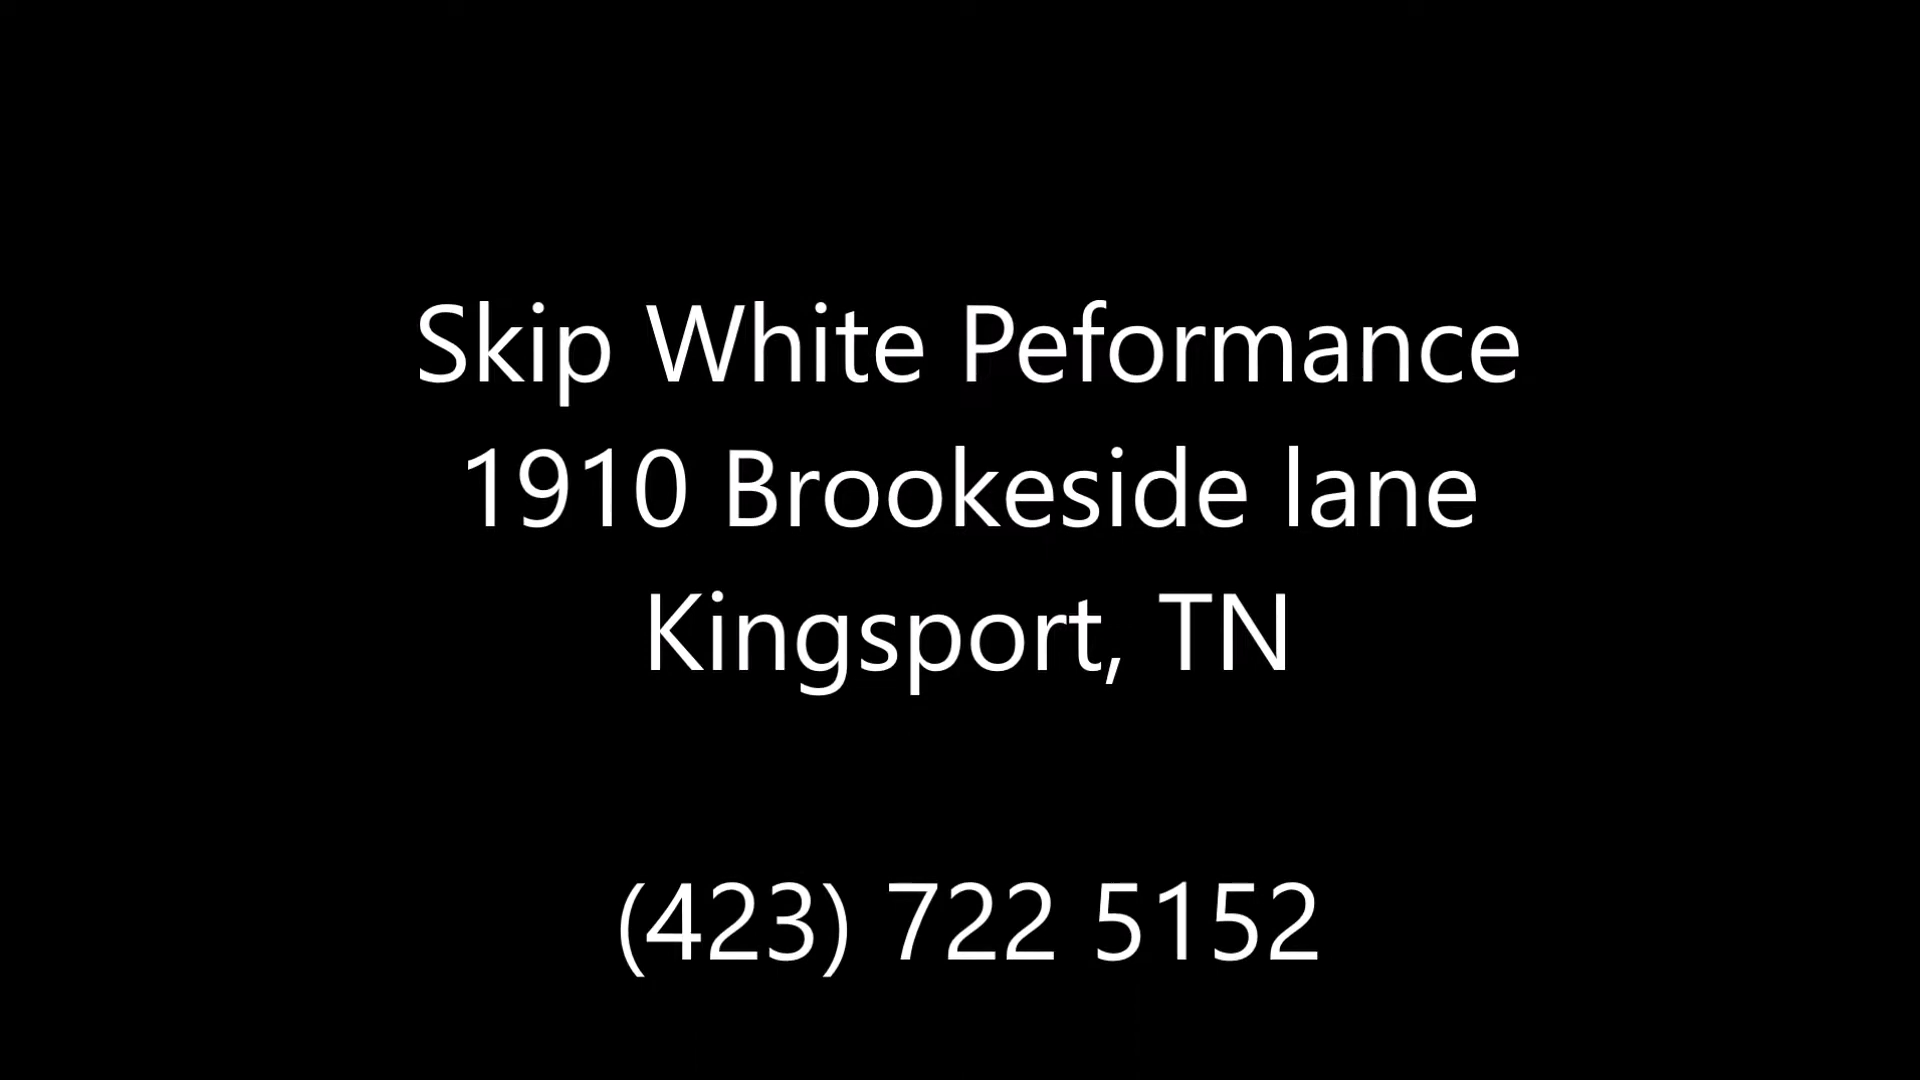 Skip White Peformance
1910 Brookeside lane
Kingsport, TN
(423) 722 5152